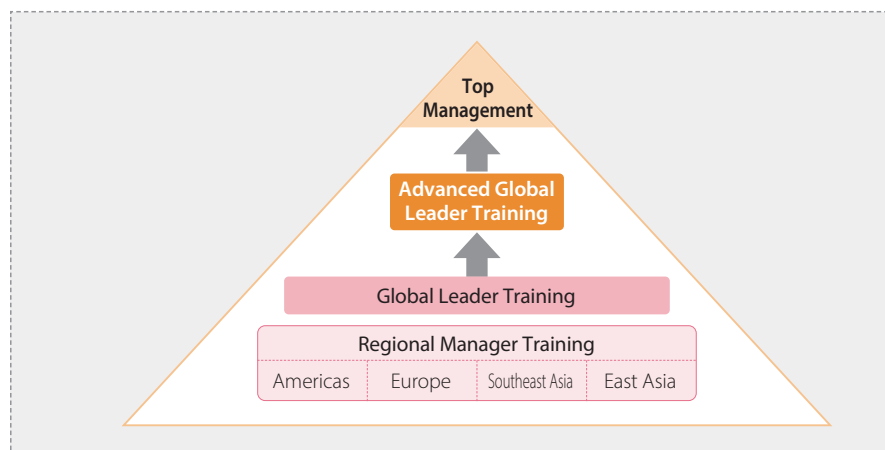 Top
Management
Advanced Global
Leader Training
Global Leader Training
Regional Manager Training
Americas
Europe
Southeast Asia
East Asia